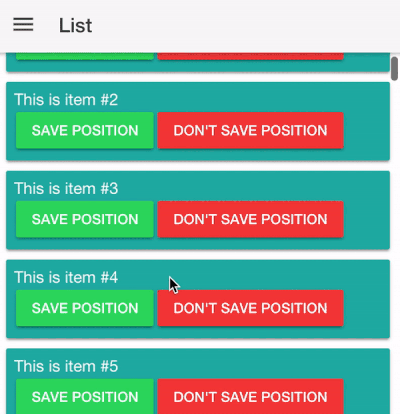 List
This is item #2
SAVE POSITION DON'T SAVE POSITION
This is item #3
SAVE POSITION DON'T SAVE POSITION
This is item #4
SAVE POSITION DON'T SAVE POSITION
This is item #5
SAVE POSITION DON'T SAVE POSITION